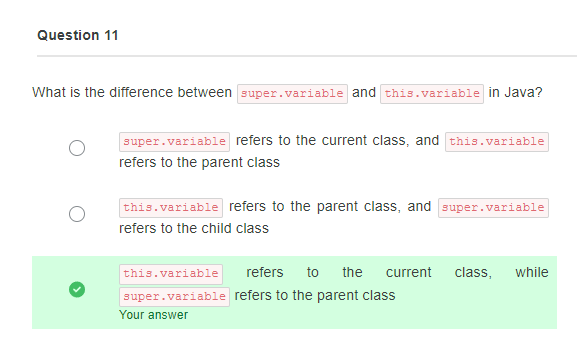 Question 11
What is the difference between super.variable and this.variable in Java?
super.variable refers to the current class, and this.variable
refers to the parent class
this.variable refers to the parent class, and super.variable
refers to the child class
this.variable refers to the current class, while
super.variable refers to the parent class
Your answer